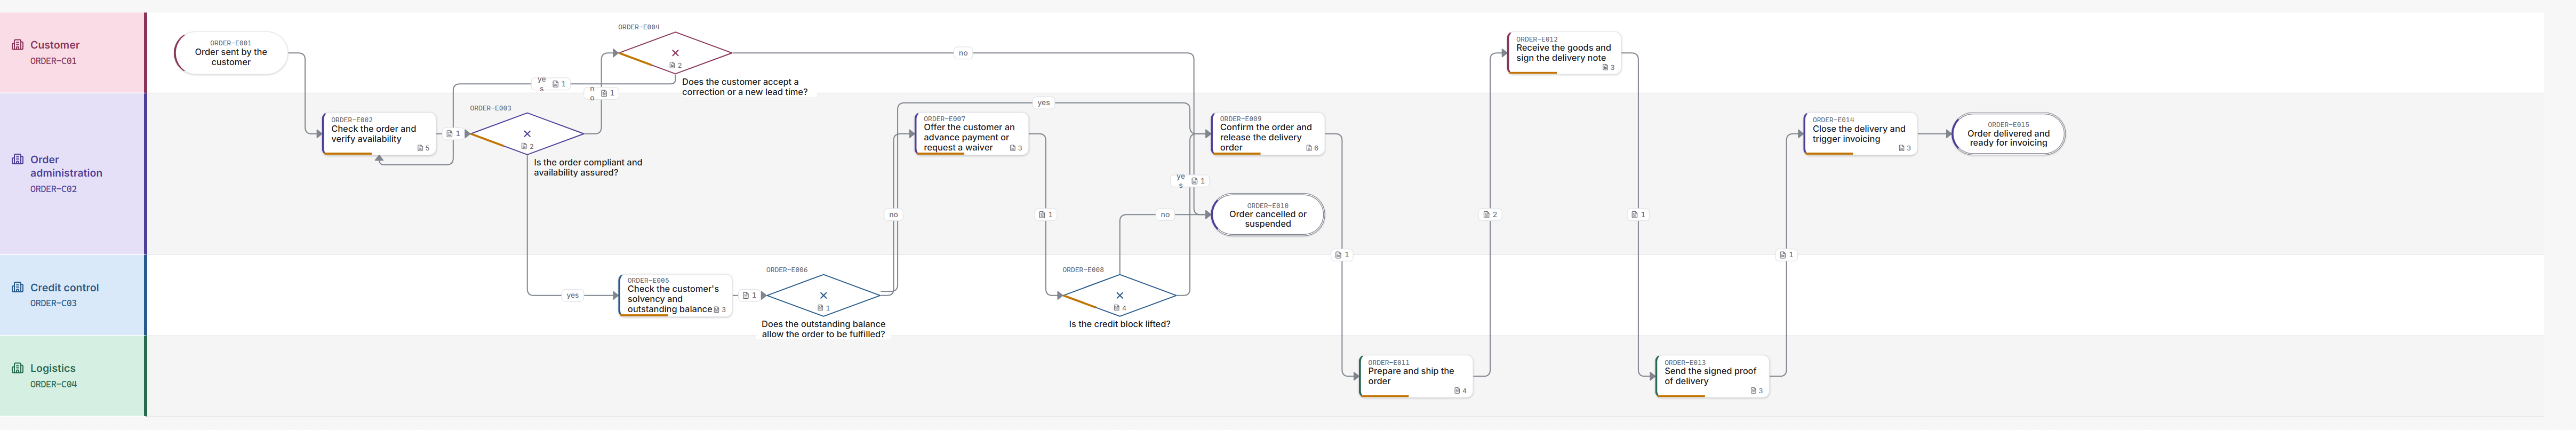 Customer
ORDER-C01
Order
administration
ORDER-C02
Credit control
ORDER-C03
Logistics
ORDER-C04
ORDER-E001
Order sent by the
customer
ORDER-E002
Check the order and
verify availability
5
1
ORDER-E003
2
Is the order compliant and
availability assured?
ye
s
1
n
o
1
ORDER-E004
2
Does the customer accept a
correction or a new lead time?
no
yes
ORDER-E005
Check the customer's
solvency and
outstanding balance
3
1
ORDER-E006
1
Does the outstanding balance
allow the order to be fulfilled?
no
yes
ORDER-E007
Offer the customer an
advance payment or
request a waiver
3
1
ORDER-E008
4
Is the credit block lifted?
no
ye
s
1
ORDER-E009
Confirm the order and
release the delivery
order
6
ORDER-E010
Order cancelled or
suspended
1
ORDER-E011
Prepare and ship the
order
4
2
ORDER-E012
Receive the goods and
sign the delivery note
3
1
ORDER-E013
Send the signed proof
of delivery
3
1
ORDER-E014
Close the delivery and
trigger invoicing
3
ORDER-E015
Order delivered and
ready for invoicing